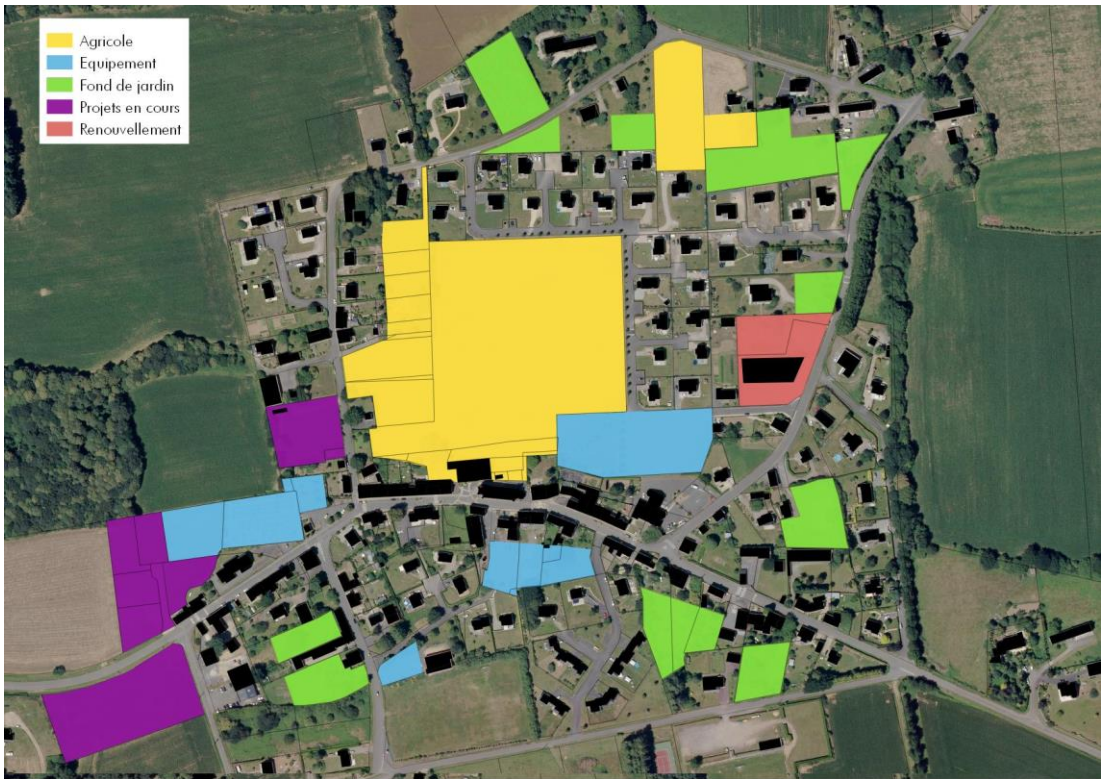 Agricole
Equipement
Fond de jardin
Projets en cours
Renouvellement